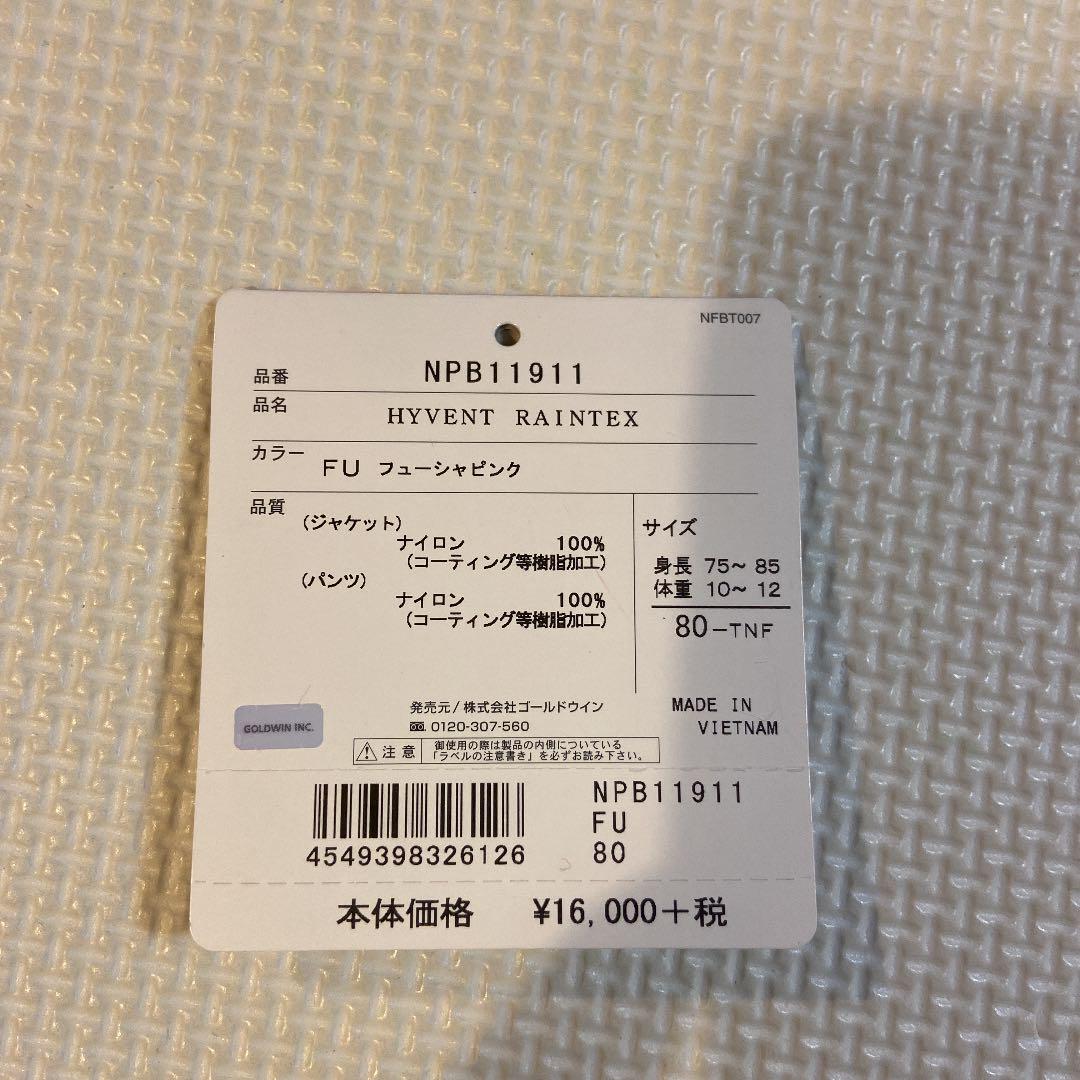 NFBT007
品番 NPB11911
品名 HYVENT RAINTEX
カラー FU フューシャピンク
品質
(ジャケット)
ナイロン 100%
(コーティング等樹脂加工)
(パンツ)
ナイロン 100%
(コーティング等樹脂加工)
サイズ
身長 75~ 85
体重 10~ 12
80-TNF
GOLDWIN INC.
発売元/株式会社ゴールドウイン
0120-307-560
MADE IN
VIETNAM
注意
御使用の際は製品の内側についている
「ラベルの注意書き」を必ずお読み下さい。
4549398326126
NPB11911
FU
80
本体価格 ¥16,000+税